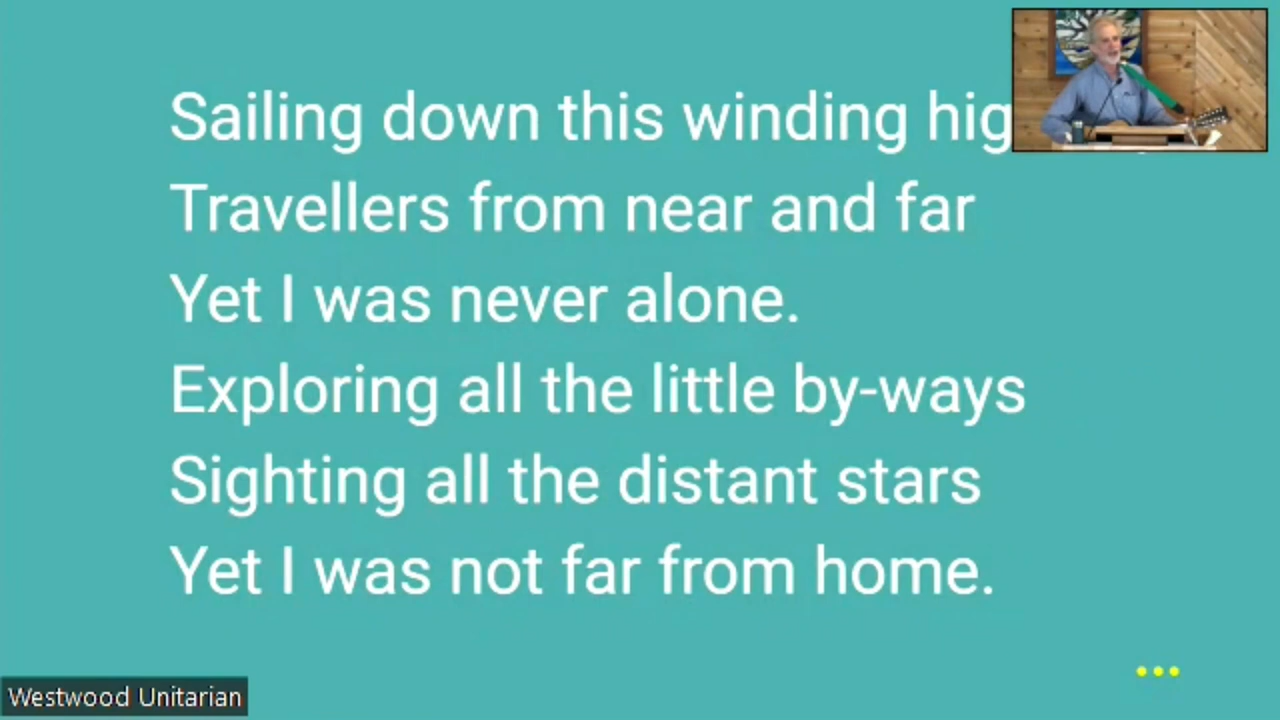 Sailing down this winding hig
Travellers from near and far
Yet I was never alone.
Exploring all the little by-ways
Sighting all the distant stars
Yet I was not far from home.
...
Westwood Unitarian